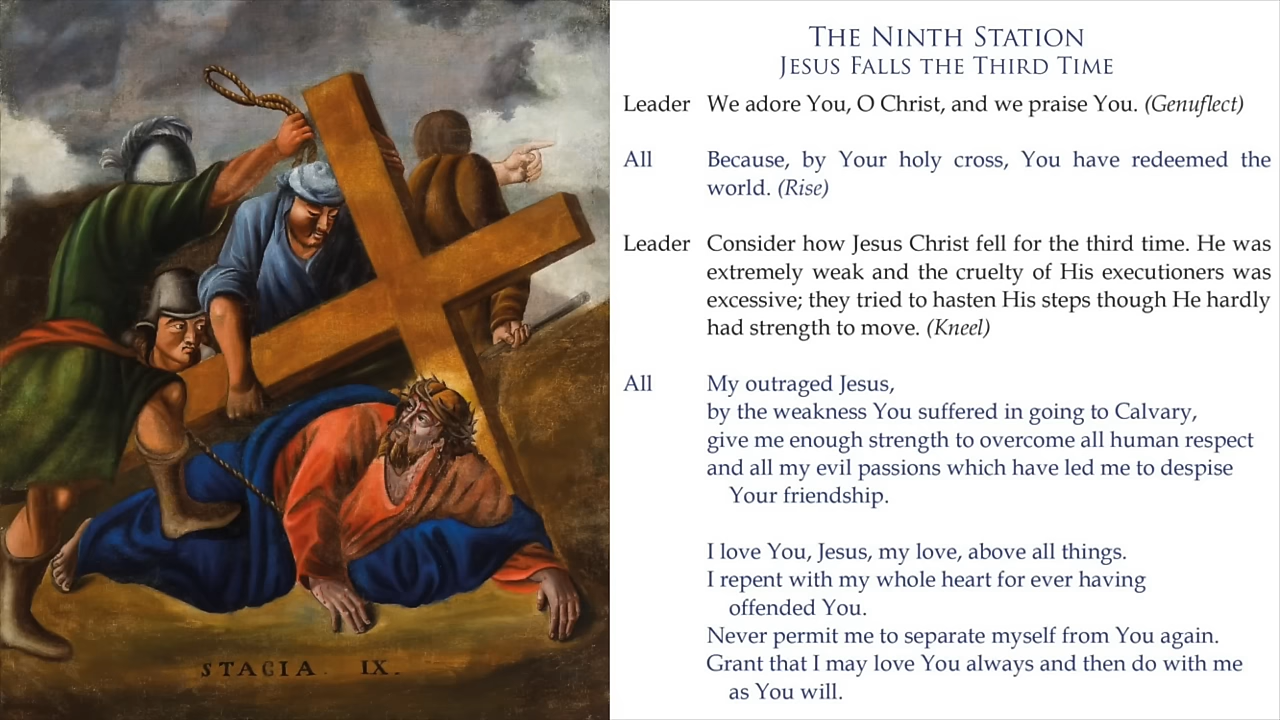 STACIA IX.
The Ninth Station
Jesus Falls the Third Time
Leader We adore You, O Christ, and we praise You. (Genuflect)
All Because, by Your holy cross, You have redeemed the
world. (Rise)
Leader Consider how Jesus Christ fell for the third time. He was
extremely weak and the cruelty of His executioners was
excessive; they tried to hasten His steps though He hardly
had strength to move. (Kneel)
All My outraged Jesus,
by the weakness You suffered in going to Calvary,
give me enough strength to overcome all human respect
and all my evil passions which have led me to despise
Your friendship.
I love You, Jesus, my love, above all things.
I repent with my whole heart for ever having
offended You.
Never permit me to separate myself from You again.
Grant that I may love You always and then do with me
as You will.